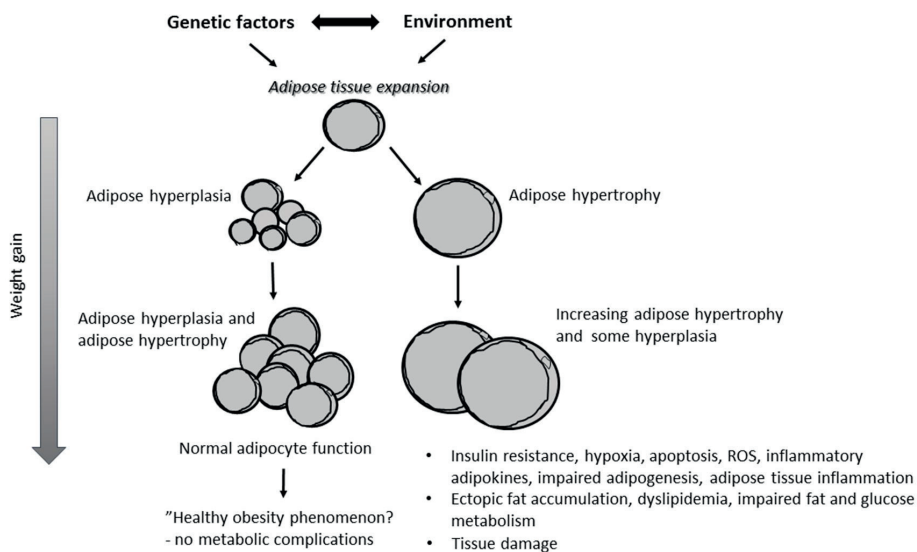 Genetic factors
Environment
Adipose tissue expansion
Weight gain
Adipose hyperplasia
Adipose hypertrophy
Adipose hyperplasia and
adipose hypertrophy
Increasing adipose hypertrophy
and some hyperplasia
Normal adipocyte function
”Healthy obesity phenomenon?
- no metabolic complications
• Insulin resistance, hypoxia, apoptosis, ROS, inflammatory
adipokines, impaired adipogenesis, adipose tissue inflammation
• Ectopic fat accumulation, dyslipidemia, impaired fat and glucose
metabolism
• Tissue damage